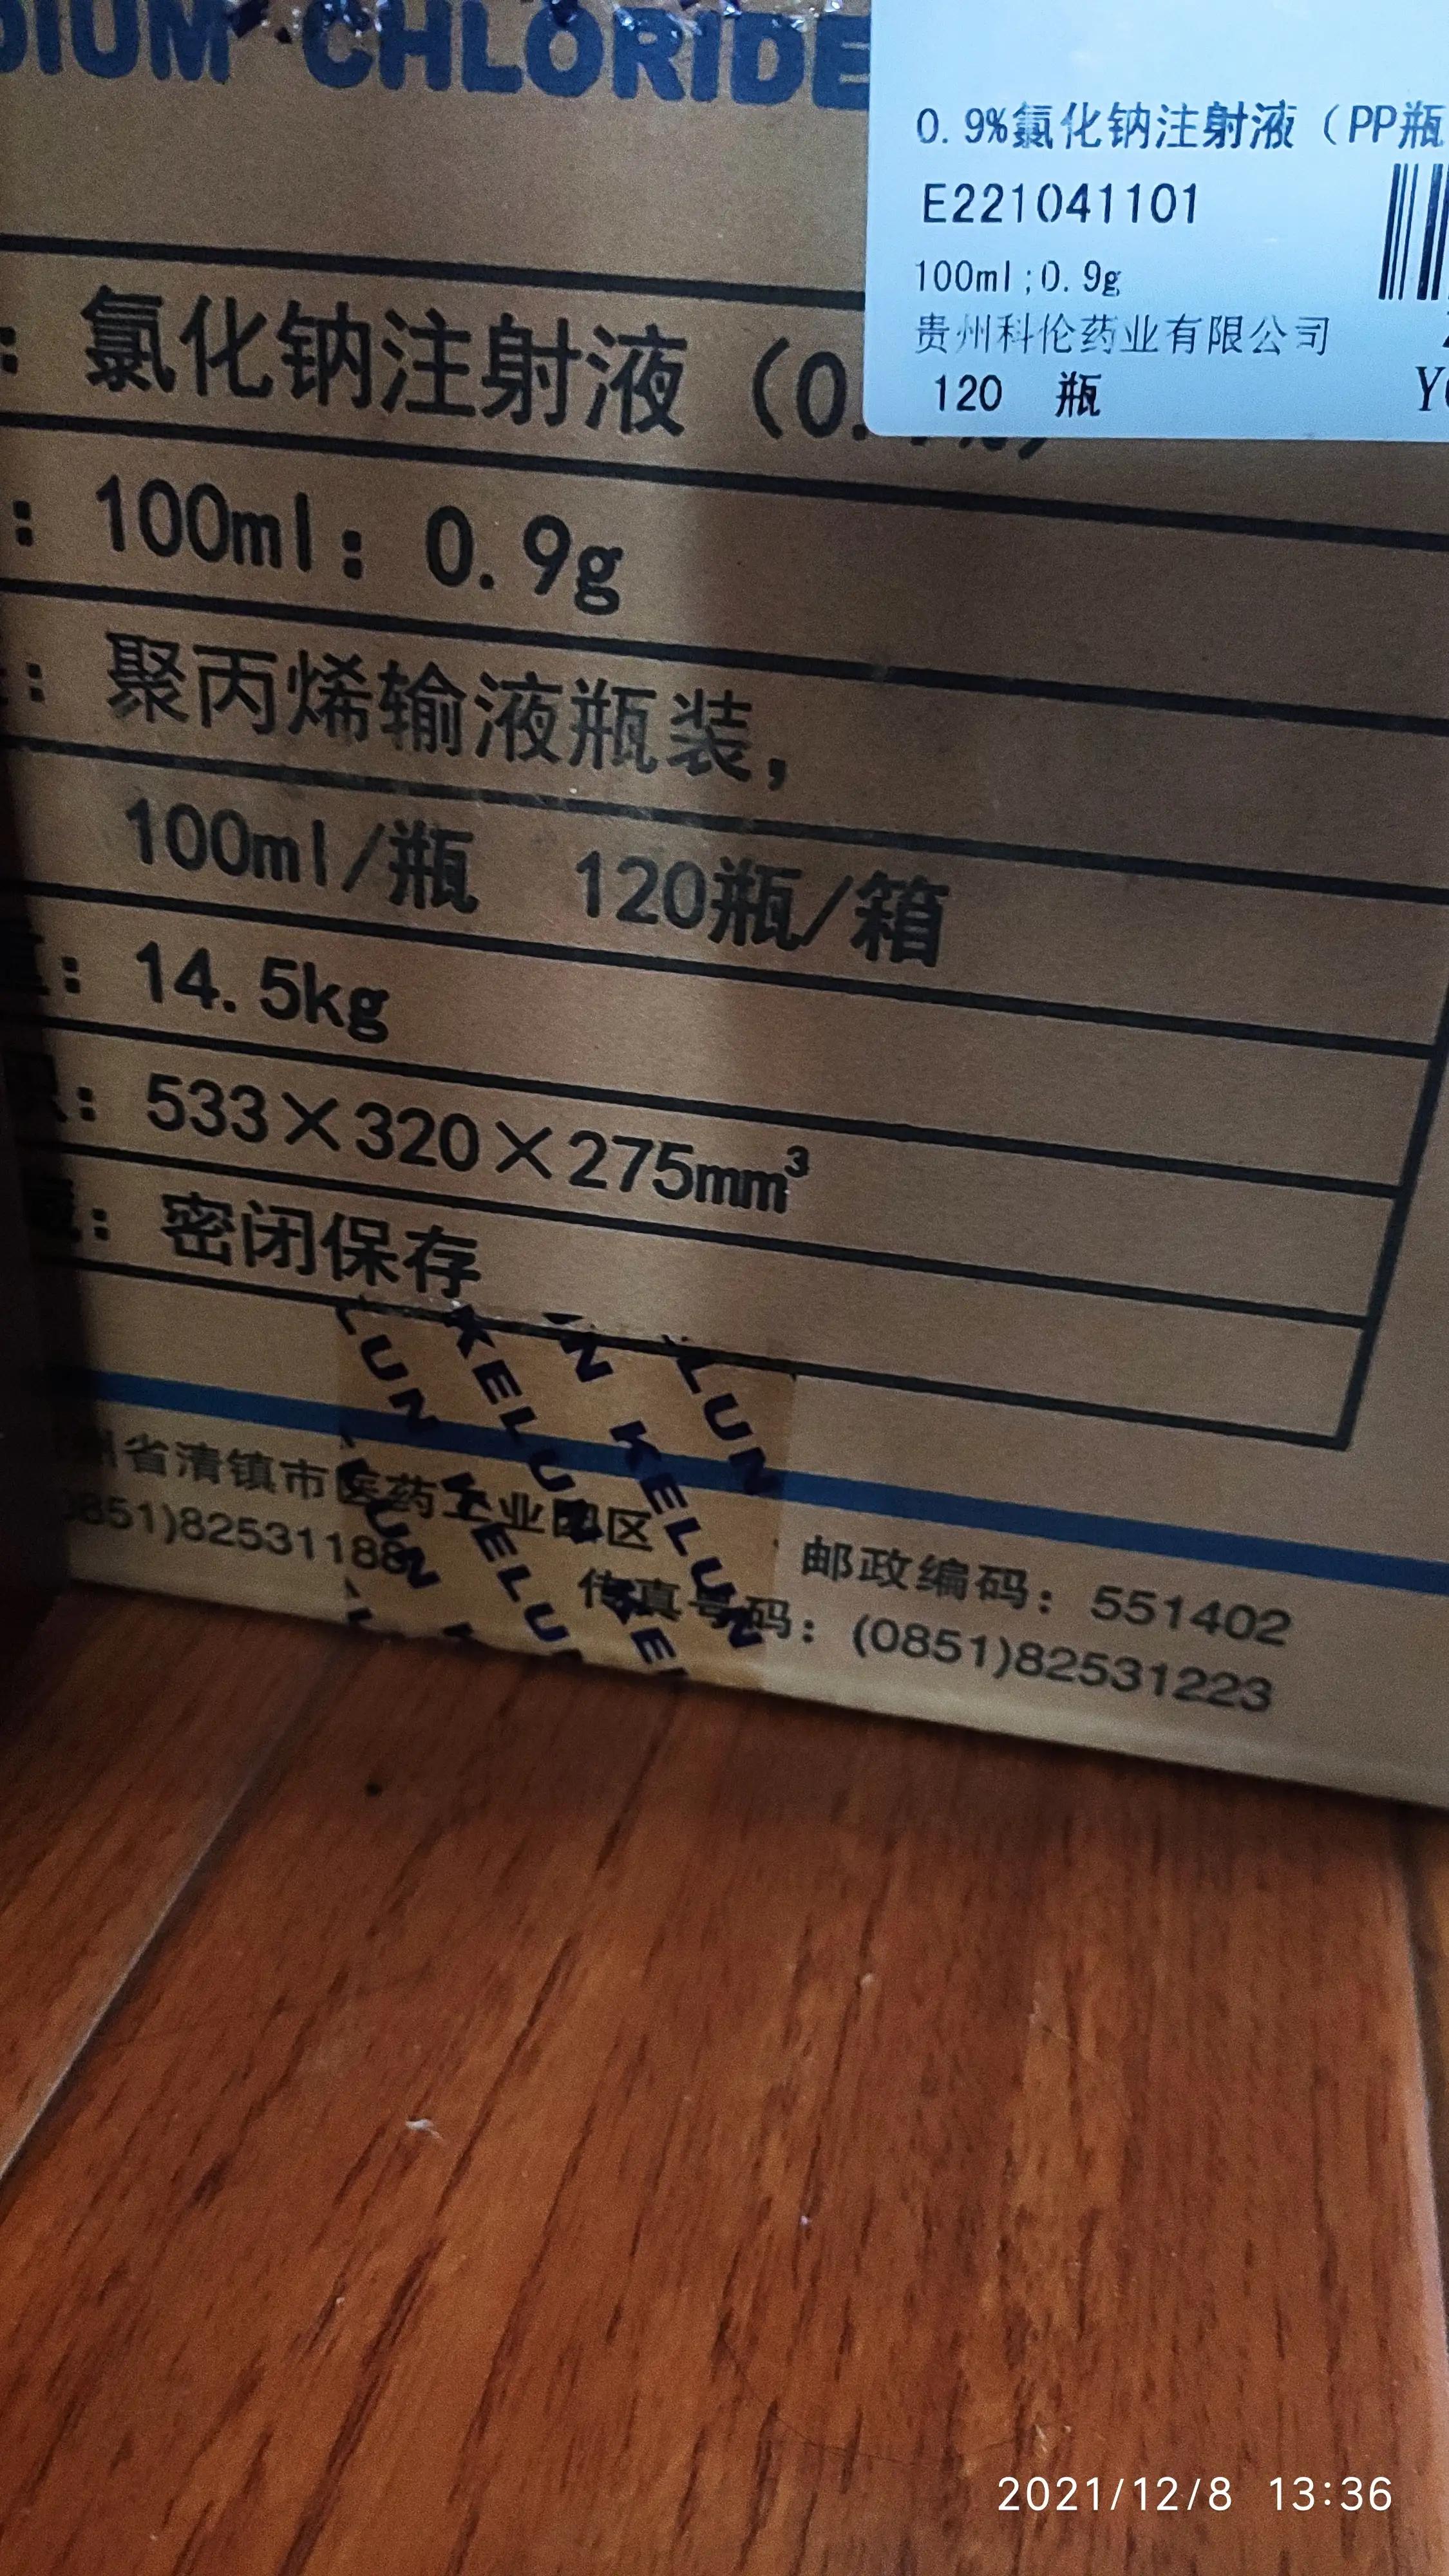 CHLORIDE
0.9%氯化钠注射液（PP瓶
E221041101
100ml;0.9g
贵州科伦药业有限公司
120 瓶
：氯化钠注射液（0.
：100ml：0.9g
：聚丙烯输液瓶装，
100ml/瓶 120瓶/箱
：14.5kg
：533×320×275mm³
：密闭保存
LUN KELUN KELUN
省清镇市医药工业园区
邮政编码：551402
0851)82531188
传真号码：(0851)82531223
2021/12/8 13:36